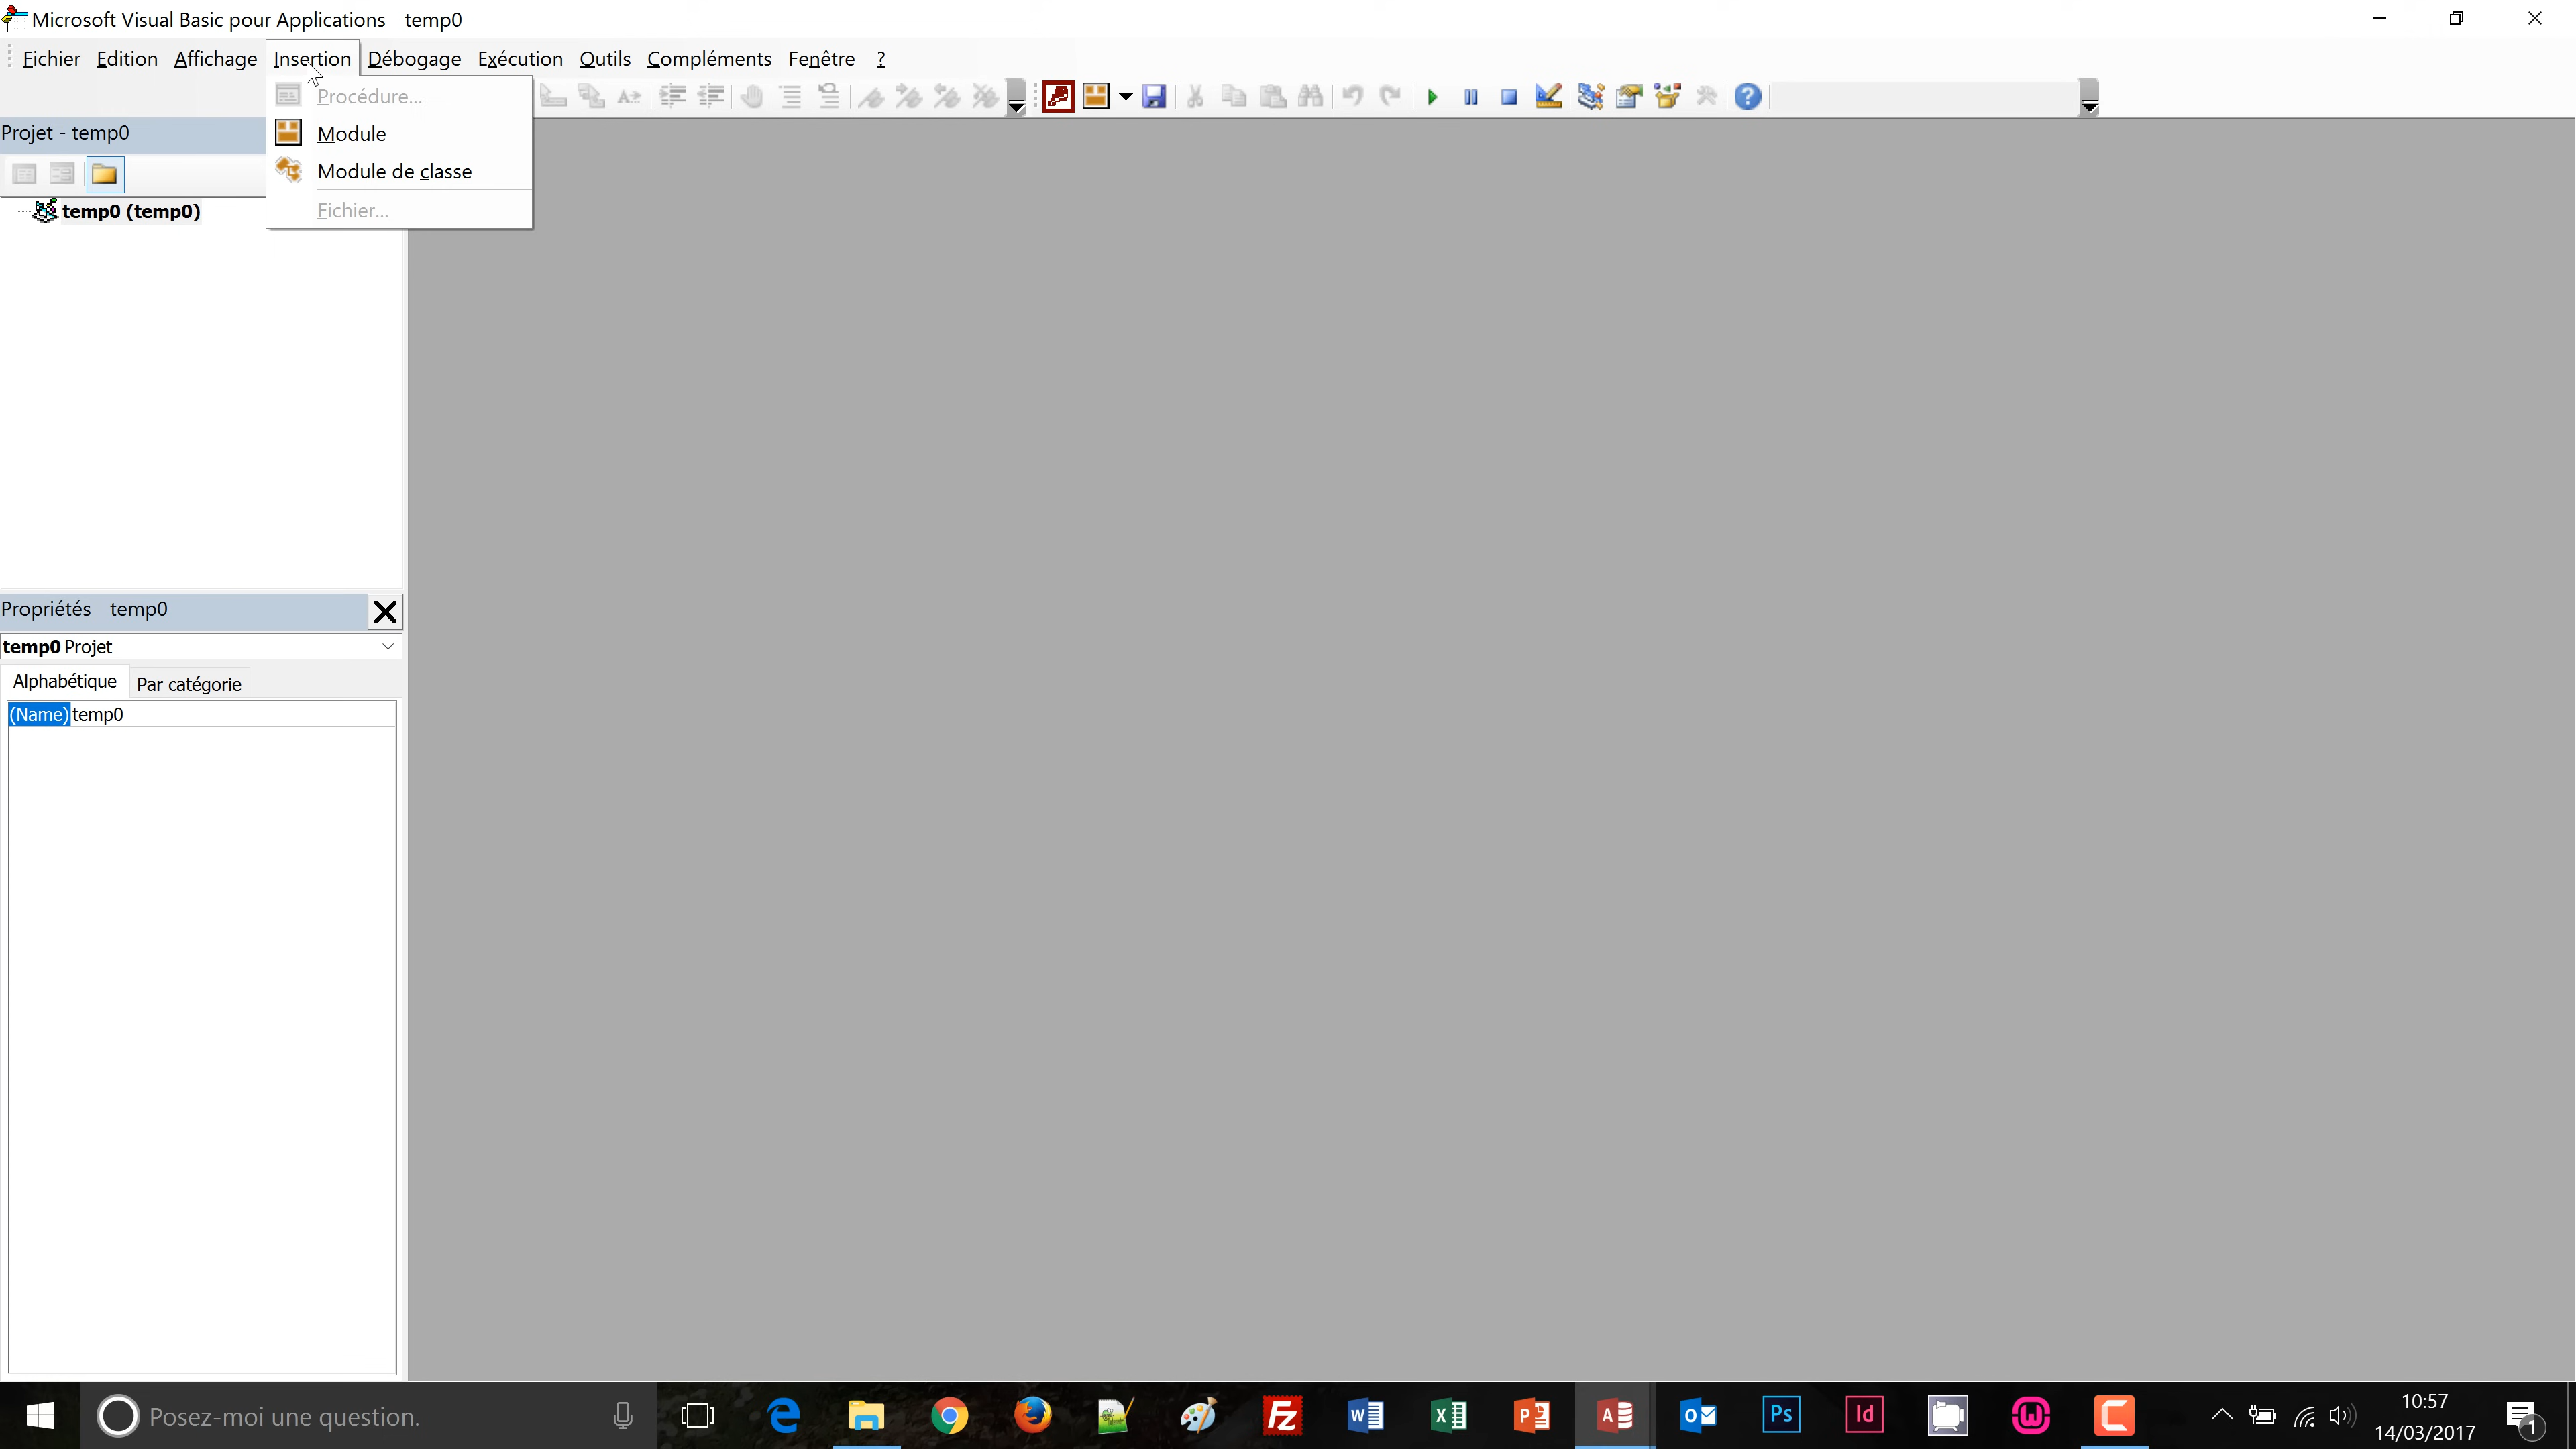 Microsoft Visual Basic pour Applications - temp0
Fichier Edition Affichage Insertion Débogage Exécution Outils Compléments Fenêtre ?
Procédure...
Module
Module de classe
Fichier...
Projet - temp0
temp0 (temp0)
Propriétés - temp0
temp0 Projet
Alphabétique Par catégorie
(Name) temp0
Posez-moi une question.
10:57
14/03/2017
1